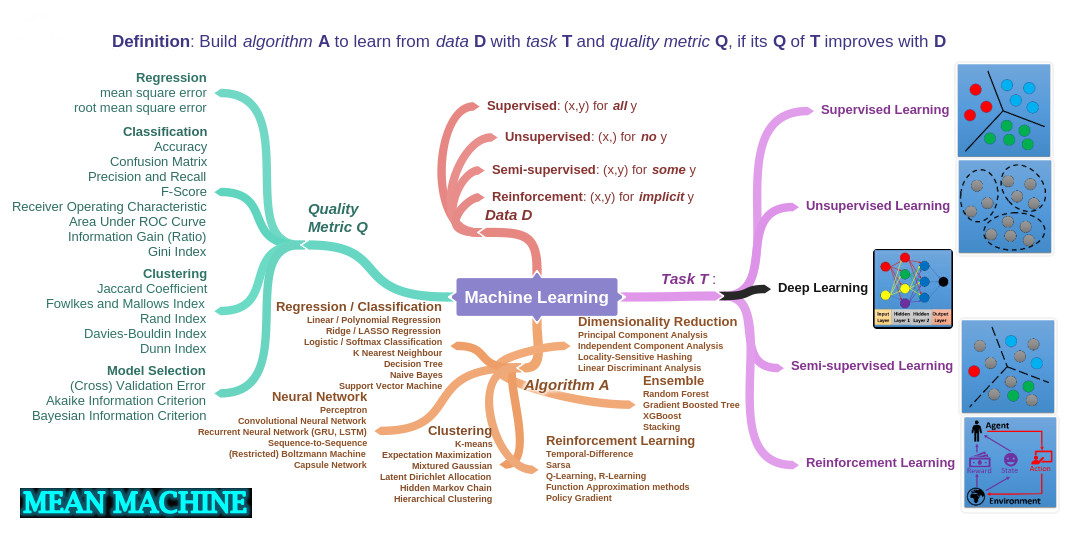 Definition: Build algorithm A to learn from data D with task T and quality metric Q, if its Q of T improves with D
Regression
mean square error
root mean square error
Classification
Accuracy
Confusion Matrix
Precision and Recall
F-Score
Receiver Operating Characteristic
Area Under ROC Curve
Information Gain (Ratio)
Gini Index
Clustering
Jaccard Coefficient
Fowlkes and Mallows Index
Rand Index
Davies-Bouldin Index
Dunn Index
Model Selection
(Cross) Validation Error
Akaike Information Criterion
Bayesian Information Criterion
Quality
Metric Q
Supervised: (x,y) for all y
Unsupervised: (x,) for no y
Semi-supervised: (x,y) for some y
Reinforcement: (x,y) for implicit y
Data D
Machine Learning
Task T :
Supervised Learning
Unsupervised Learning
Deep Learning
Input Layer
Hidden Layer 1
Hidden Layer 2
Output Layer
Semi-supervised Learning
Reinforcement Learning
Agent
Reward
State
Action
Environment
Regression / Classification
Linear / Polynomial Regression
Ridge / LASSO Regression
Logistic / Softmax Classification
K Nearest Neighbour
Decision Tree
Naive Bayes
Support Vector Machine
Neural Network
Perceptron
Convolutional Neural Network
Recurrent Neural Network (GRU, LSTM)
Sequence-to-Sequence
(Restricted) Boltzmann Machine
Capsule Network
Clustering
K-means
Expectation Maximization
Mixtured Gaussian
Latent Dirichlet Allocation
Hidden Markov Chain
Hierarchical Clustering
Algorithm A
Dimensionality Reduction
Principal Component Analysis
Independent Component Analysis
Locality-Sensitive Hashing
Linear Discriminant Analysis
Ensemble
Random Forest
Gradient Boosted Tree
XGBoost
Stacking
Reinforcement Learning
Temporal-Difference
Sarsa
Q-Learning, R-Learning
Function Approximation methods
Policy Gradient
MEAN MACHINE